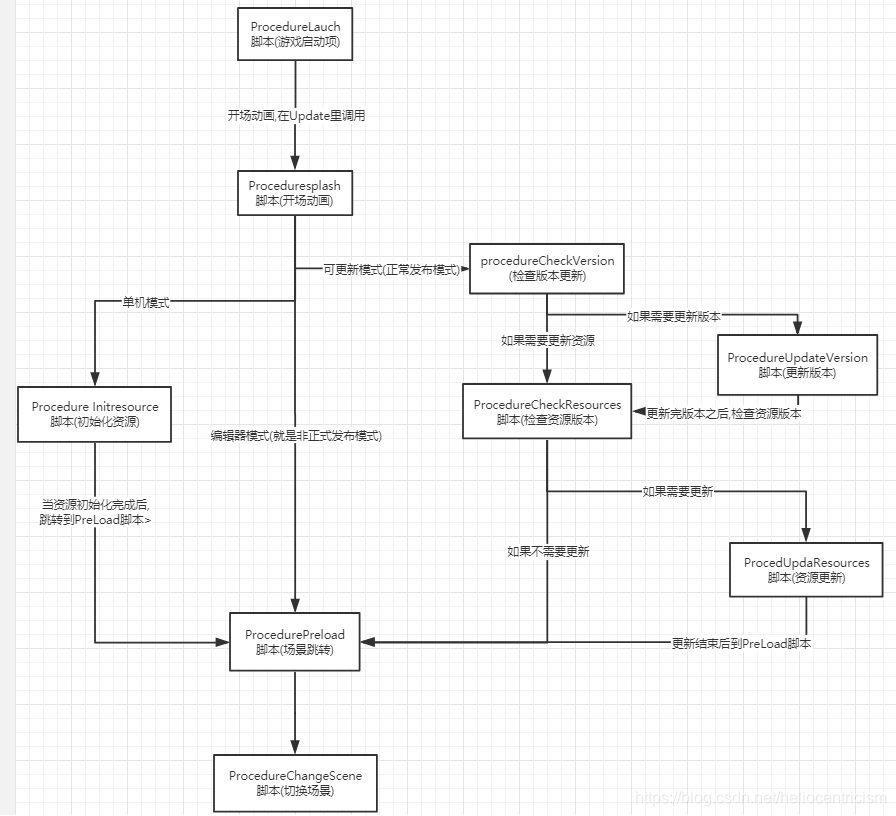 ProcedureLauch
脚本(游戏启动项)
开场动画,在Update里调用
Proceduresplash
脚本(开场动画)
可更新模式(正常发布模式)
procedureCheckVersion
(检查版本更新)
单机模式
如果需要更新版本
如果需要更新资源
ProcedureUpdateVersion
脚本(更新版本)
Procedure Initresource
脚本(初始化资源)
ProcedureCheckResources
脚本(检查资源版本)
更新完版本之后,检查资源版本
编辑器模式(就是非正式发布模式)
当资源初始化完成后,
跳转到PreLoad脚本>
如果需要更新
如果不需要更新
ProcedUpdaResources
脚本(资源更新)
ProcedurePreload
脚本(场景跳转)
更新结束后到PreLoad脚本
ProcedureChangeScene
脚本(切换场景)
https://blog.csdn.net/heliocentricism